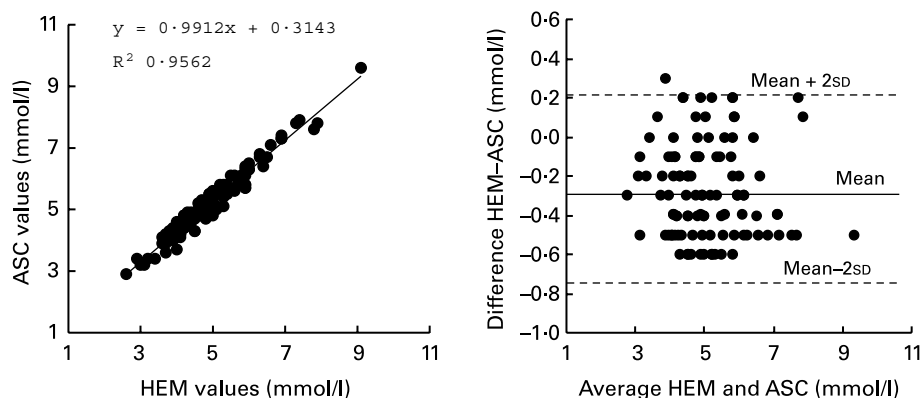 y = 0·9912x + 0·3143
R² 0·9562
ASC values (mmol/l)
11
9
7
5
3
1
1 3 5 7 9 11
HEM values (mmol/l)
Difference HEM–ASC (mmol/l)
0·6
0·4
0·2
0·0
–0·2
–0·4
–0·6
–0·8
–1·0
Mean + 2SD
Mean
Mean–2SD
1 3 5 7 9 11
Average HEM and ASC (mmol/l)